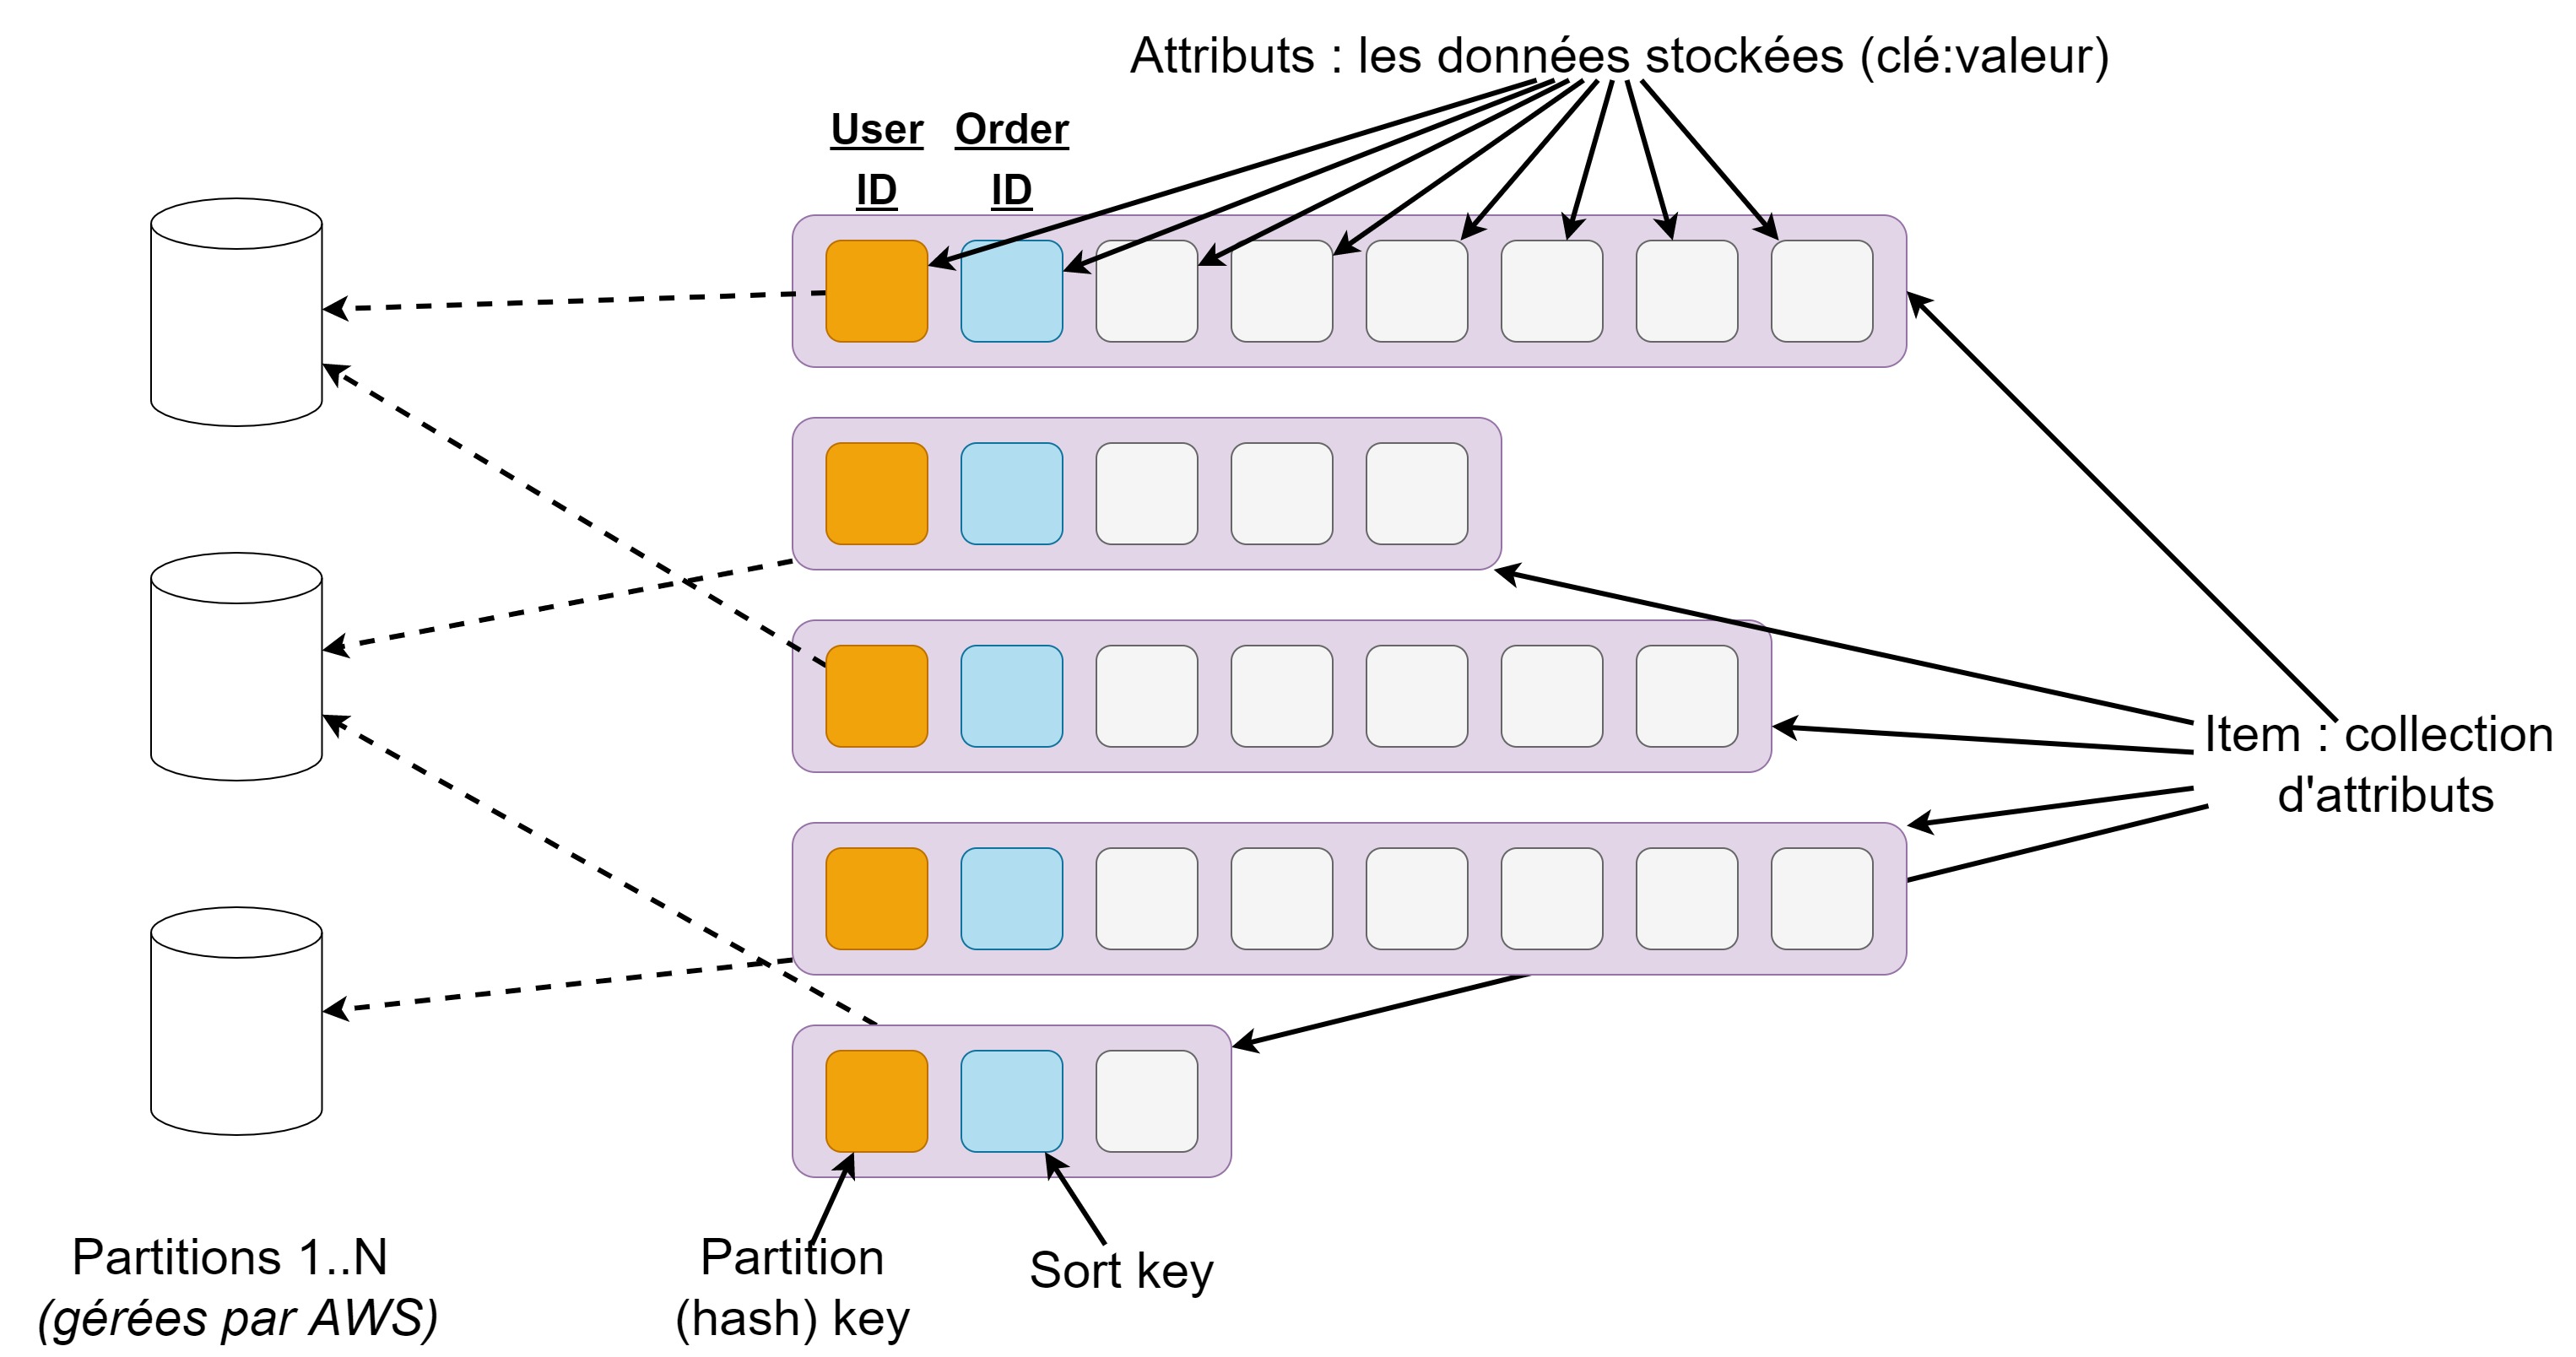 Attributs : les données stockées (clé:valeur)
User Order
ID ID
Item : collection
d'attributs
Partitions 1..N
(gérées par AWS)
Partition
(hash) key
Sort key